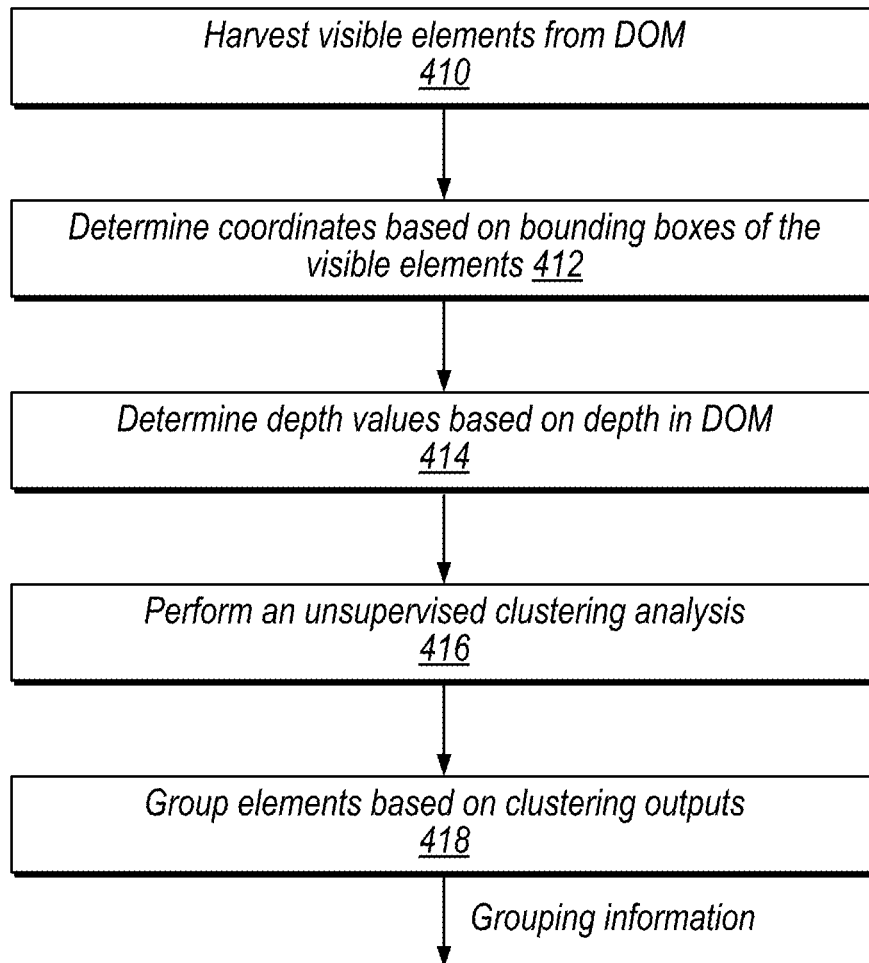 Harvest visible elements from DOM
410
Determine coordinates based on bounding boxes of the
visible elements 412
Determine depth values based on depth in DOM
414
Perform an unsupervised clustering analysis
416
Group elements based on clustering outputs
418
Grouping information